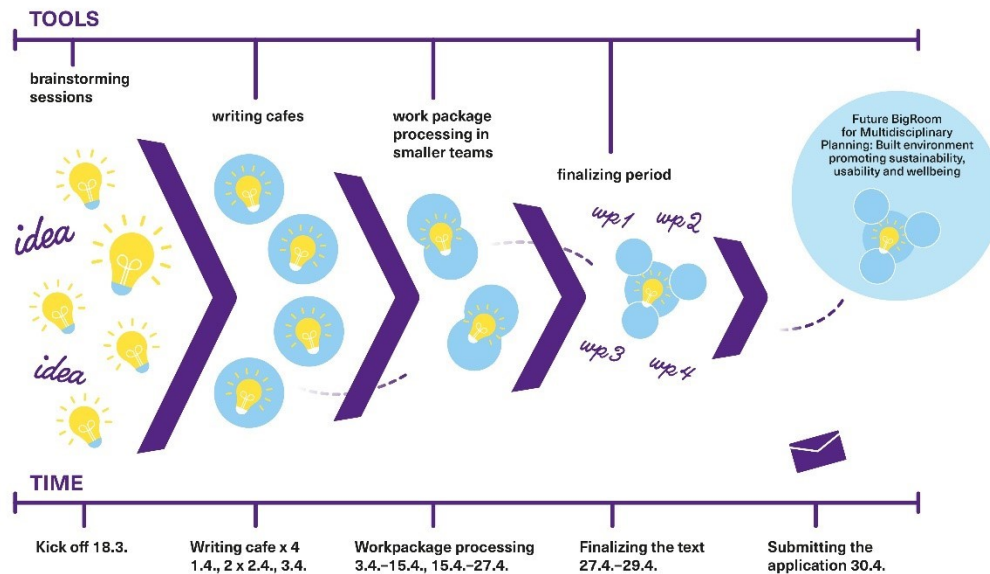 TOOLS
brainstorming
sessions
writing cafes
work package
processing in
smaller teams
finalizing period
Future BigRoom
for Multidisciplinary
Planning: Built environment
promoting sustainability,
usability and wellbeing
idea
idea
wp1
wp2
wp3
wp4
TIME
Kick off 18.3.
Writing cafe x 4
1.4., 2 x 2.4., 3.4.
Workpackage processing
3.4.–15.4., 15.4.–27.4.
Finalizing the text
27.4.–29.4.
Submitting the
application 30.4.